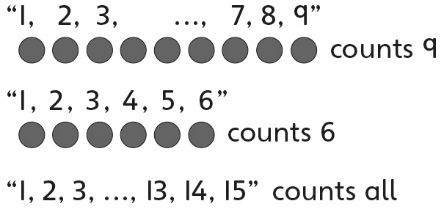 “1, 2, 3, ..., 7, 8, 9”
counts 9
“1, 2, 3, 4, 5, 6”
counts 6
“1, 2, 3, ..., 13, 14, 15” counts all